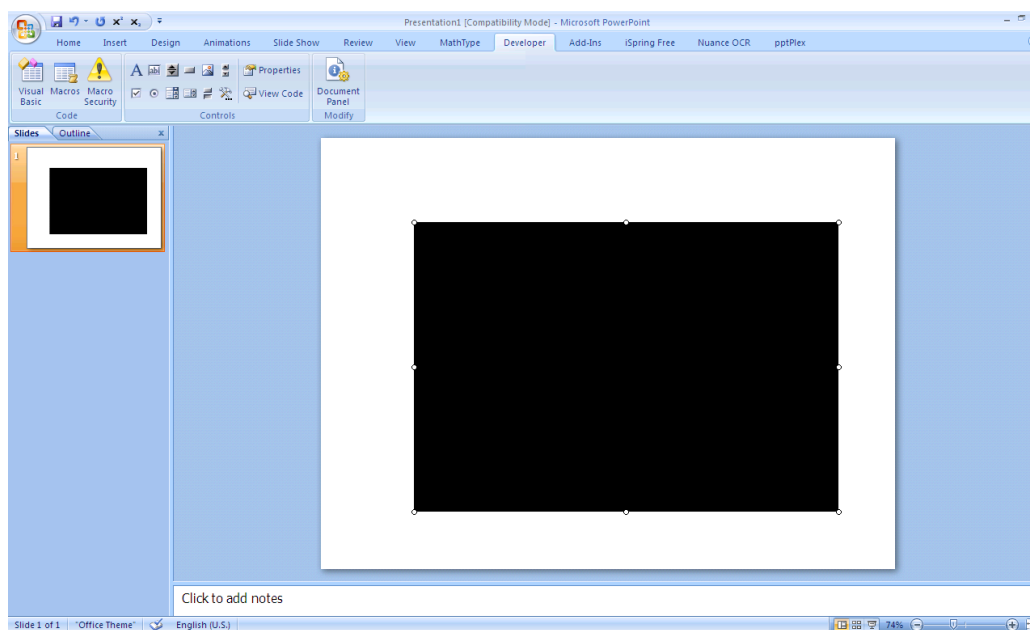 Presentation1 [Compatibility Mode] - Microsoft PowerPoint
Home Insert Design Animations Slide Show Review View MathType Developer Add-Ins iSpring Free Nuance OCR pptPlex
Properties
Visual Basic Macros Macro Security View Code Document Panel
Code Controls Modify
Slides Outline
1
Click to add notes
Slide 1 of 1 "Office Theme" English (U.S.) 74%